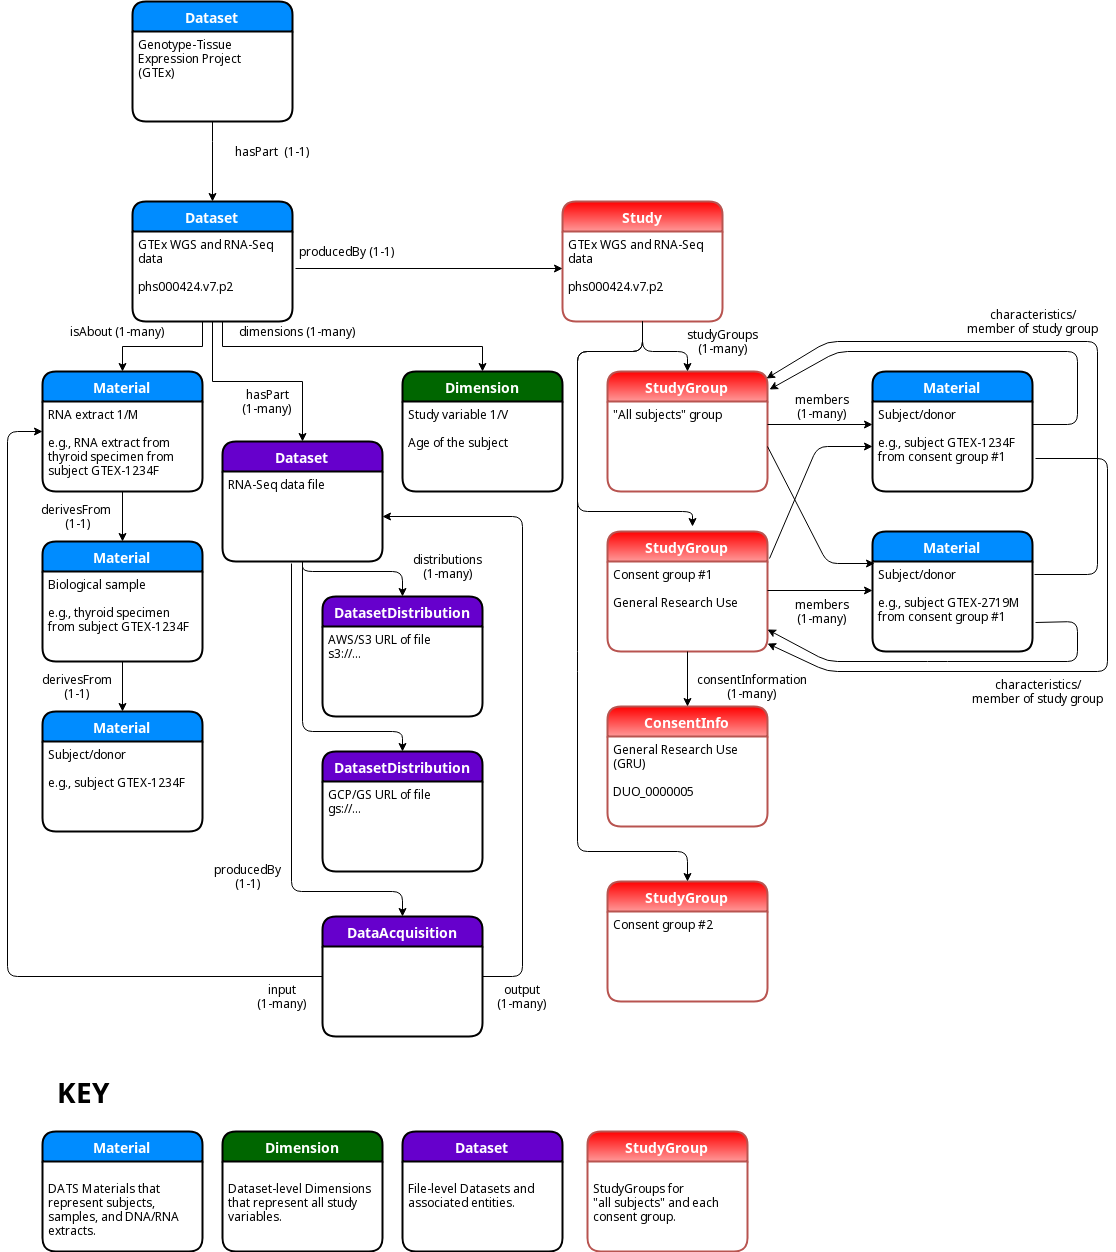 Dataset
Genotype-Tissue
Expression Project
(GTEx)
hasPart (1-1)
Dataset
GTEx WGS and RNA-Seq
data
phs000424.v7.p2
producedBy (1-1)
Study
GTEx WGS and RNA-Seq
data
phs000424.v7.p2
isAbout (1-many)
dimensions (1-many)
studyGroups
(1-many)
characteristics/
member of study group
Material
RNA extract 1/M
e.g., RNA extract from
thyroid specimen from
subject GTEX-1234F
hasPart
(1-many)
Dimension
Study variable 1/V
Age of the subject
StudyGroup
"All subjects" group
members
(1-many)
Material
Subject/donor
e.g., subject GTEX-1234F
from consent group #1
Dataset
RNA-Seq data file
derivesFrom
(1-1)
Material
Biological sample
e.g., thyroid specimen
from subject GTEX-1234F
distributions
(1-many)
StudyGroup
Consent group #1
General Research Use
members
(1-many)
Material
Subject/donor
e.g., subject GTEX-2719M
from consent group #1
DatasetDistribution
AWS/S3 URL of file
s3://...
derivesFrom
(1-1)
consentInformation
(1-many)
characteristics/
member of study group
Material
Subject/donor
e.g., subject GTEX-1234F
DatasetDistribution
GCP/GS URL of file
gs://...
ConsentInfo
General Research Use
(GRU)
DUO_0000005
producedBy
(1-1)
StudyGroup
Consent group #2
DataAcquisition
input
(1-many)
output
(1-many)
KEY
Material
DATS Materials that
represent subjects,
samples, and DNA/RNA
extracts.
Dimension
Dataset-level Dimensions
that represent all study
variables.
Dataset
File-level Datasets and
associated entities.
StudyGroup
StudyGroups for
"all subjects" and each
consent group.